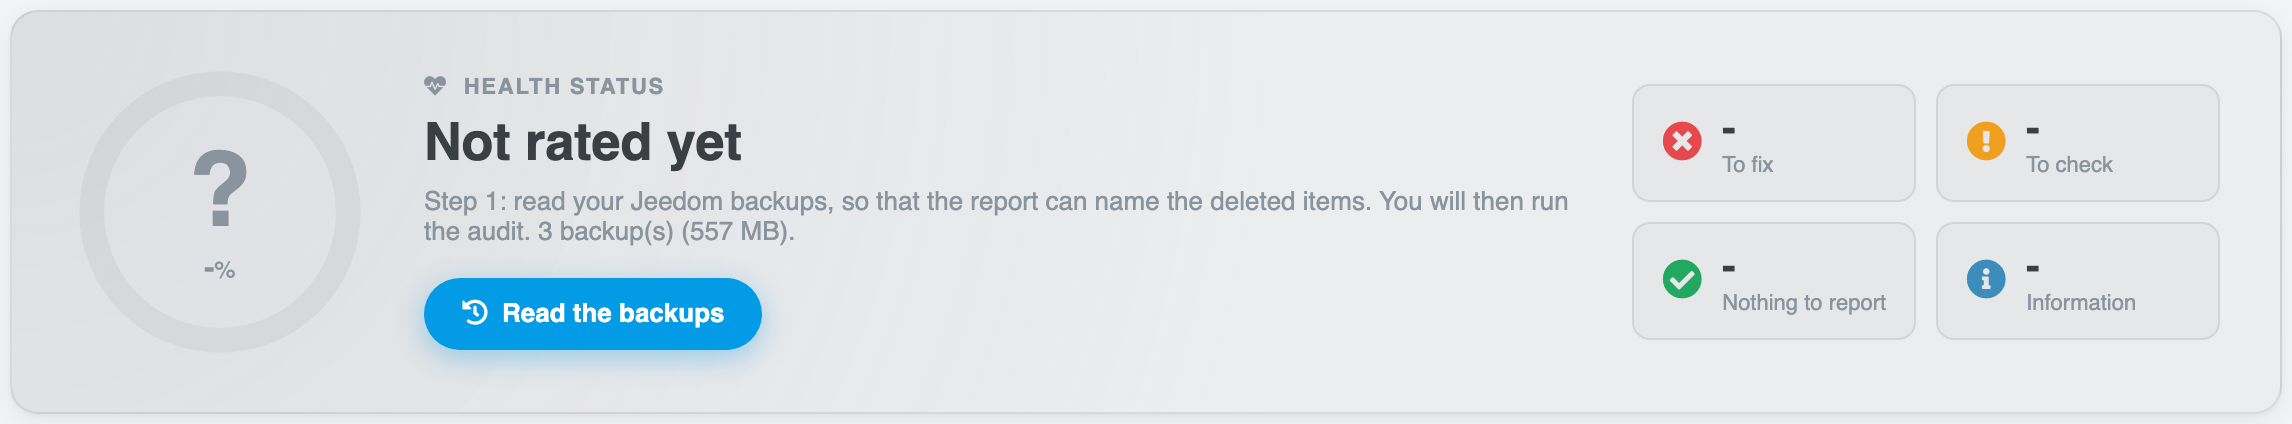 ?
-%
HEALTH STATUS
Not rated yet
Step 1: read your Jeedom backups, so that the report can name the deleted items. You will then run
the audit. 3 backup(s) (557 MB).
Read the backups
-
To fix
-
To check
-
Nothing to report
-
Information